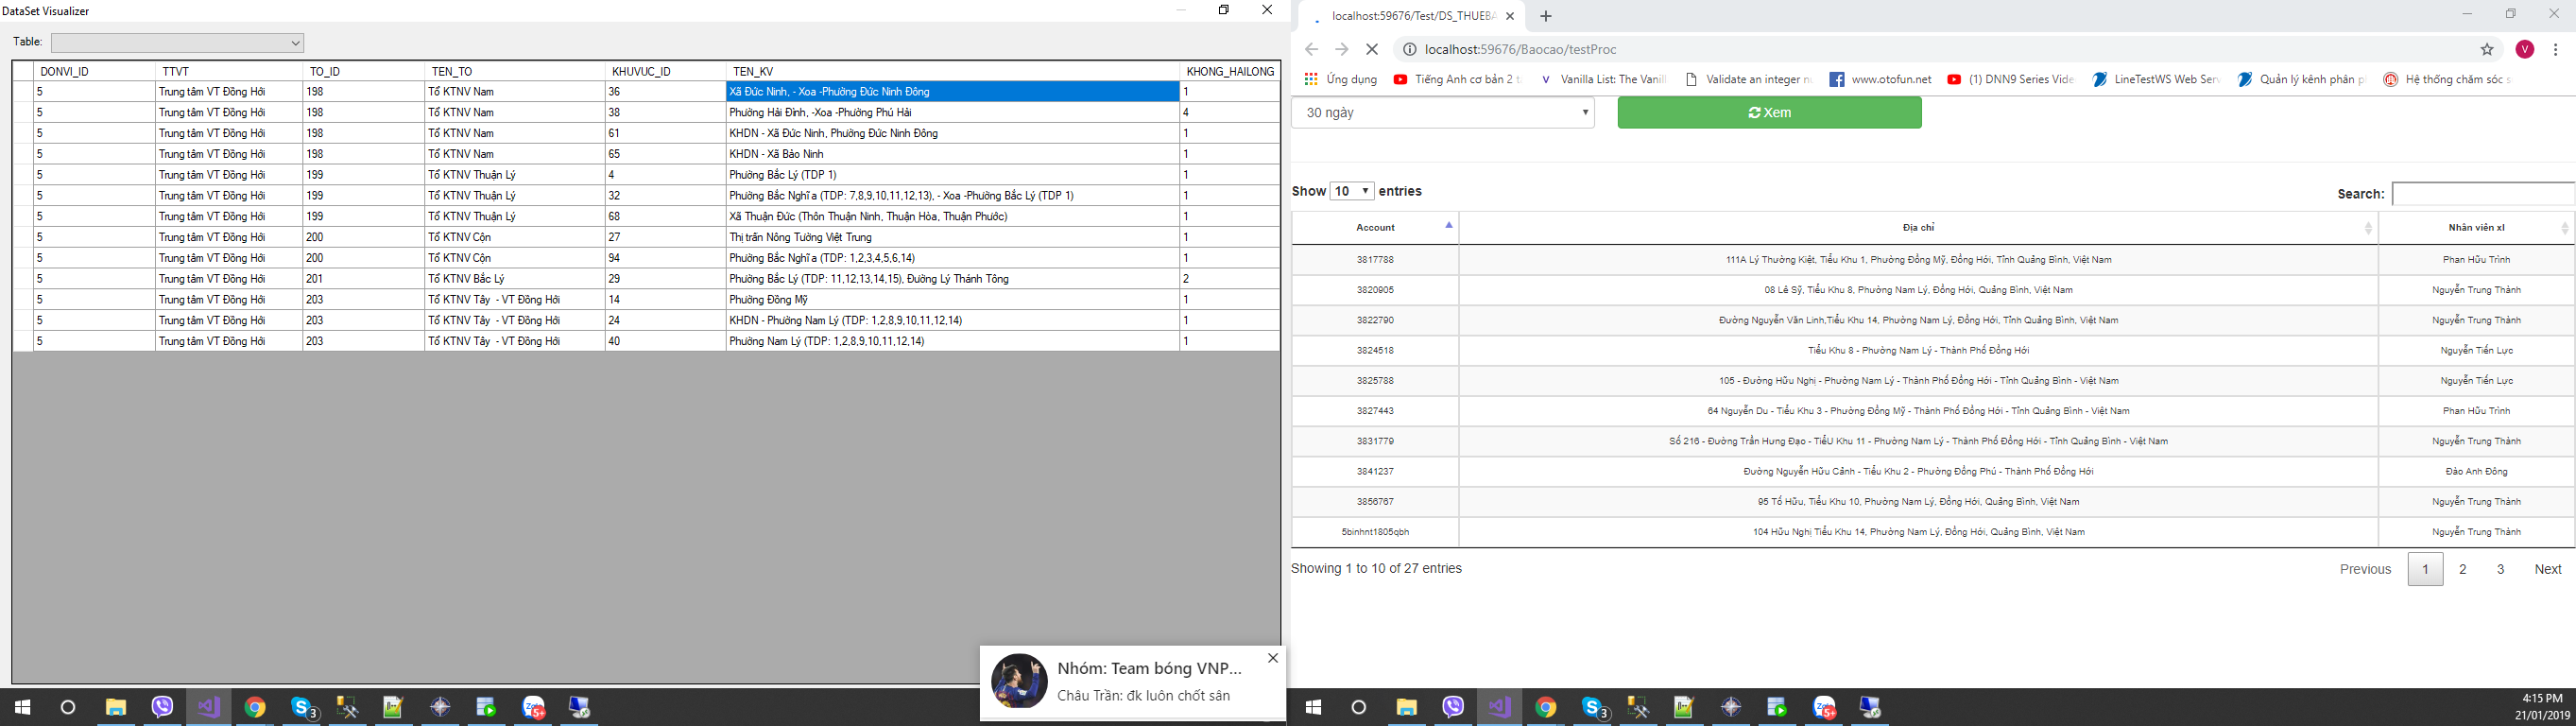 DataSet Visualizer
Table:
DONVI_ID TTVT TO_ID TEN_TO KHUVUC_ID TEN_KV KHONG_HAILONG
5 Trung tâm VT Đồng Hới 198 Tổ KTNV Nam 36 Xã Đức Ninh, - Xoa -Phường Đức Ninh Đông 1
5 Trung tâm VT Đồng Hới 198 Tổ KTNV Nam 38 Phường Hải Đình, -Xoa -Phường Phú Hải 4
5 Trung tâm VT Đồng Hới 198 Tổ KTNV Nam 61 KHDN - Xã Đức Ninh, Phường Đức Ninh Đông 1
5 Trung tâm VT Đồng Hới 198 Tổ KTNV Nam 65 KHDN - Xã Bảo Ninh 1
5 Trung tâm VT Đồng Hới 199 Tổ KTNV Thuận Lý 4 Phường Bắc Lý (TDP 1) 1
5 Trung tâm VT Đồng Hới 199 Tổ KTNV Thuận Lý 32 Phường Bắc Nghĩa (TDP: 7,8,9,10,11,12,13), - Xoa -Phường Bắc Lý (TDP 1) 1
5 Trung tâm VT Đồng Hới 199 Tổ KTNV Thuận Lý 68 Xã Thuận Đức (Thôn Thuận Ninh, Thuận Hòa, Thuận Phước) 1
5 Trung tâm VT Đồng Hới 200 Tổ KTNV Cộn 27 Thị trấn Nông Tường Việt Trung 1
5 Trung tâm VT Đồng Hới 200 Tổ KTNV Cộn 94 Phường Bắc Nghĩa (TDP: 1,2,3,4,5,6,14) 1
5 Trung tâm VT Đồng Hới 201 Tổ KTNV Bắc Lý 29 Phường Bắc Lý (TDP: 11,12,13,14,15), Đường Lý Thánh Tông 2
5 Trung tâm VT Đồng Hới 203 Tổ KTNV Tây - VT Đồng Hới 14 Phường Đồng Mỹ 1
5 Trung tâm VT Đồng Hới 203 Tổ KTNV Tây - VT Đồng Hới 24 KHDN - Phường Nam Lý (TDP: 1,2,8,9,10,11,12,14) 1
5 Trung tâm VT Đồng Hới 203 Tổ KTNV Tây - VT Đồng Hới 40 Phường Nam Lý (TDP: 1,2,8,9,10,11,12,14) 1
Nhóm: Team bóng VNP...
Châu Trần: đk luôn chốt sân
3
Zalo 5+
localhost:59676/Test/DS_THUEBA
localhost:59676/Baocao/testProc
V
Ứng dụng Tiếng Anh cơ bản 2 V Vanilla List: The Vanil Validate an integer www.otofun.net (1) DNN9 Series Vide LineTestWS Web Serv Quản lý kênh phân p Hệ thống chăm sóc
30 ngày Xem
Show 10 entries Search:
Account Địa chỉ Nhân viên xl
3817788 111A Lý Thường Kiệt, Tiểu Khu 1, Phường Đồng Mỹ, Đồng Hới, Tỉnh Quảng Bình, Việt Nam Phan Hữu Trình
3820905 08 Lê Sỹ, Tiểu Khu 8, Phường Nam Lý, Đồng Hới, Quảng Bình, Việt Nam Nguyễn Trung Thành
3822790 Đường Nguyễn Văn Linh,Tiểu Khu 14, Phường Nam Lý, Đồng Hới, Tỉnh Quảng Bình, Việt Nam Nguyễn Trung Thành
3824518 Tiểu Khu 8 - Phường Nam Lý - Thành Phố Đồng Hới Nguyễn Tiến Lực
3825788 105 - Đường Hữu Nghị - Phường Nam Lý - Thành Phố Đồng Hới - Tỉnh Quảng Bình - Việt Nam Nguyễn Tiến Lực
3827443 64 Nguyễn Du - Tiểu Khu 3 - Phường Đồng Mỹ - Thành Phố Đồng Hới - Tỉnh Quảng Bình - Việt Nam Phan Hữu Trình
3831779 Số 216 - Đường Trần Hưng Đạo - TiểU Khu 11 - Phường Nam Lý - Thành Phố Đồng Hới - Tỉnh Quảng Bình - Việt Nam Nguyễn Trung Thành
3841237 Đường Nguyễn Hữu Cảnh - Tiểu Khu 2 - Phường Đồng Phú - Thành Phố Đồng Hới Đào Anh Đông
3856767 95 Tố Hữu, Tiểu Khu 10, Phường Nam Lý, Đồng Hới, Quảng Bình, Việt Nam Nguyễn Trung Thành
5binhnt1805qbh 104 Hữu Nghị Tiểu Khu 14, Phường Nam Lý, Đồng Hới, Quảng Bình, Việt Nam Nguyễn Trung Thành
Showing 1 to 10 of 27 entries Previous 1 2 3 Next
3
Zalo 5+
4:15 PM
21/01/2019